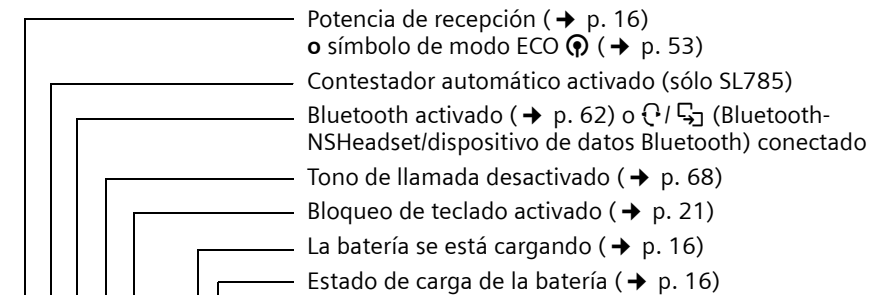 Potencia de recepción ( ➔ p. 16)
o símbolo de modo ECO ( ➔ p. 53)
Contestador automático activado (sólo SL785)
Bluetooth activado ( ➔ p. 62) o / (Bluetooth-
NSHeadset/dispositivo de datos Bluetooth) conectado
Tono de llamada desactivado ( ➔ p. 68)
Bloqueo de teclado activado ( ➔ p. 21)
La batería se está cargando ( ➔ p. 16)
Estado de carga de la batería ( ➔ p. 16)